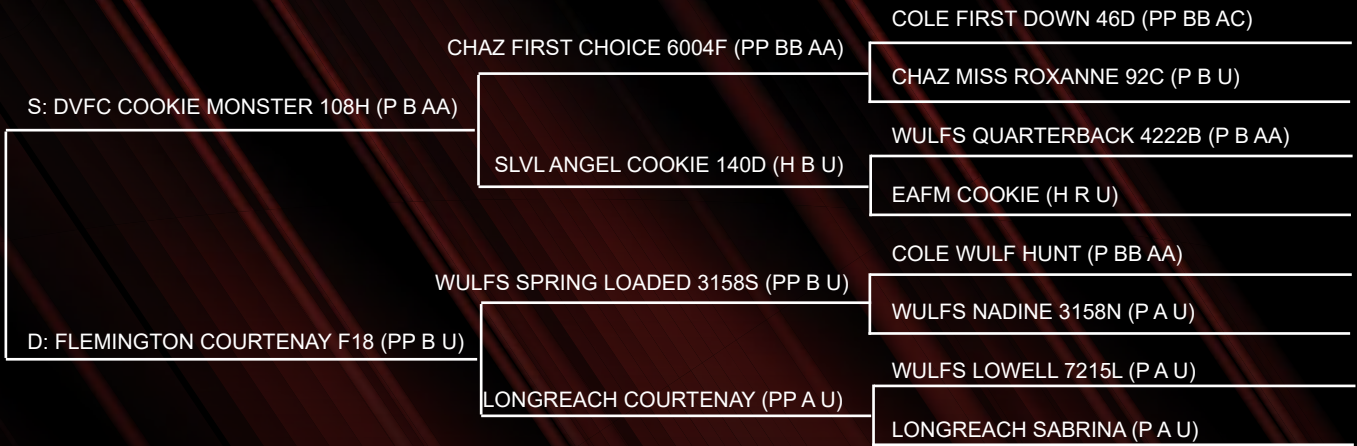 COLE FIRST DOWN 46D (PP BB AC)
CHAZ FIRST CHOICE 6004F (PP BB AA)
CHAZ MISS ROXANNE 92C (P B U)
S: DVFC COOKIE MONSTER 108H (P B AA)
WULFS QUARTERBACK 4222B (P B AA)
SLVL ANGEL COOKIE 140D (H B U)
EAFM COOKIE (H R U)
COLE WULF HUNT (P BB AA)
WULFS SPRING LOADED 3158S (PP B U)
WULFS NADINE 3158N (P A U)
D: FLEMINGTON COURTENAY F18 (PP B U)
WULFS LOWELL 7215L (P A U)
LONGREACH COURTENAY (PP A U)
LONGREACH SABRINA (P A U)